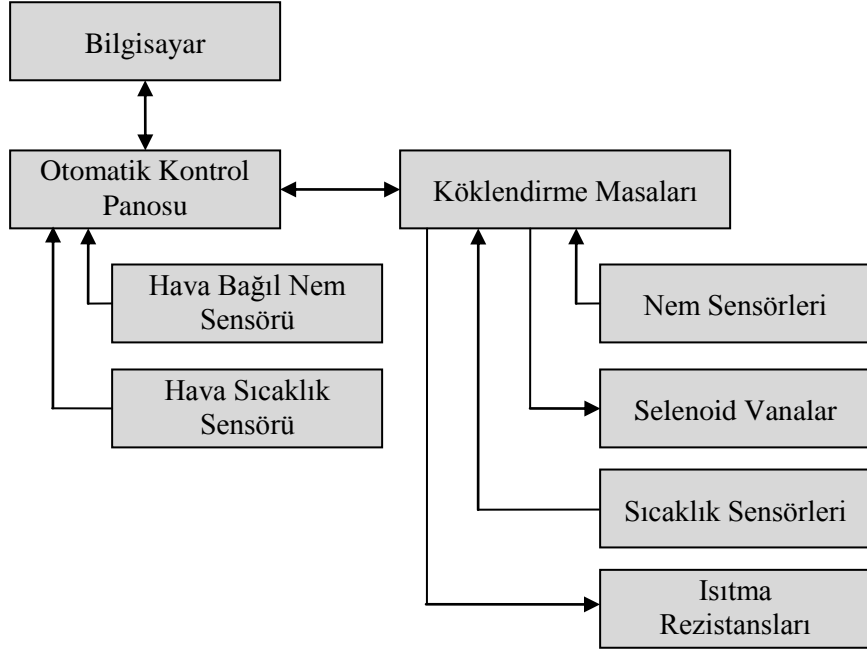 Bilgisayar
Otomatik Kontrol
Panosu
Köklendirme Masaları
Hava Bağıl Nem
Sensörü
Nem Sensörleri
Hava Sıcaklık
Sensörü
Selenoid Vanalar
Sıcaklık Sensörleri
Isıtma
Rezistansları